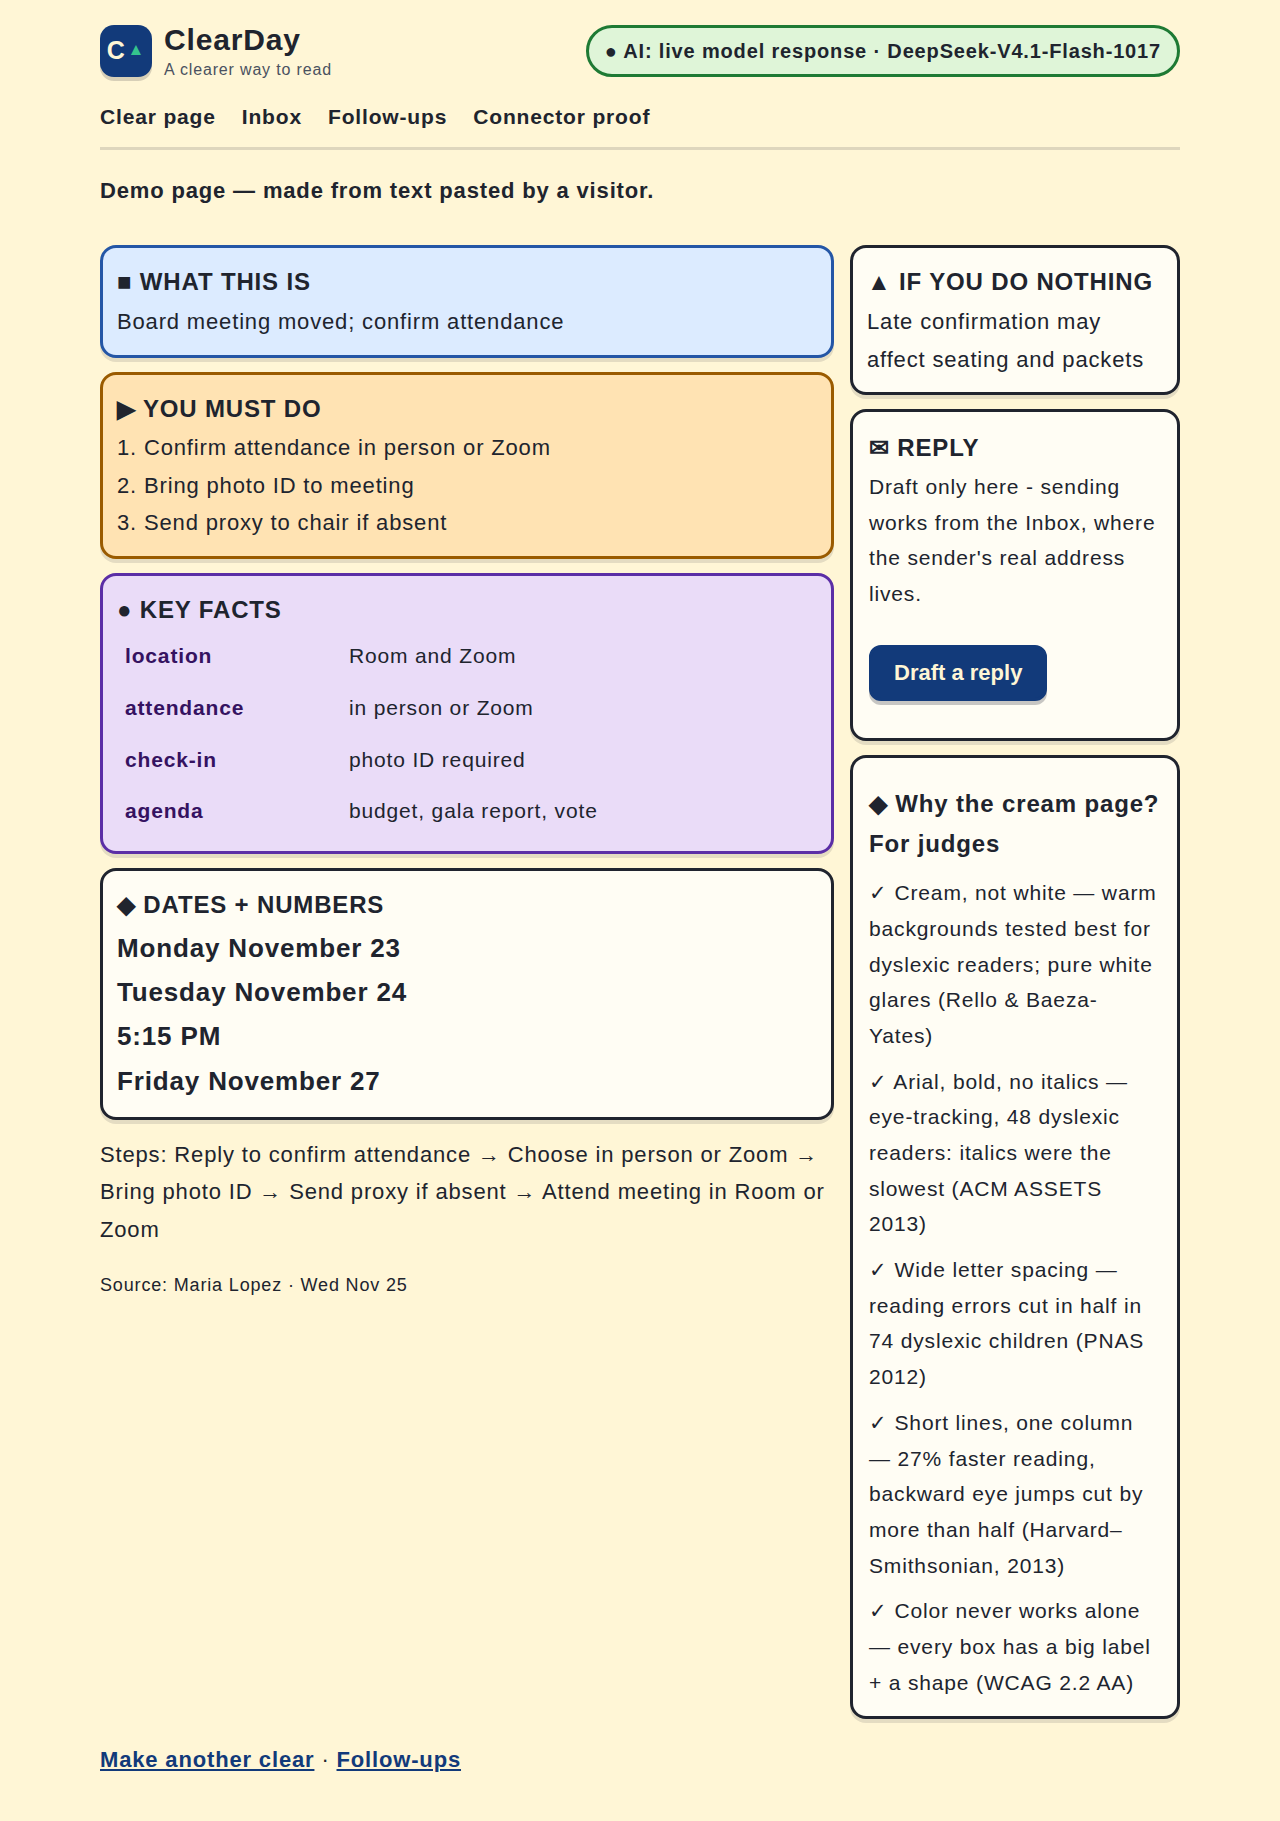 C▲
ClearDay
A clearer way to read
● AI: live model response · DeepSeek-V4.1-Flash-1017
Clear page Inbox Follow-ups Connector proof
Demo page — made from text pasted by a visitor.
■ WHAT THIS IS
Board meeting moved; confirm attendance
▶ YOU MUST DO
1. Confirm attendance in person or Zoom
2. Bring photo ID to meeting
3. Send proxy to chair if absent
● KEY FACTS
location Room and Zoom
attendance in person or Zoom
check-in photo ID required
agenda budget, gala report, vote
◆ DATES + NUMBERS
Monday November 23
Tuesday November 24
5:15 PM
Friday November 27
Steps: Reply to confirm attendance → Choose in person or Zoom →
Bring photo ID → Send proxy if absent → Attend meeting in Room or
Zoom
Source: Maria Lopez · Wed Nov 25
▲ IF YOU DO NOTHING
Late confirmation may
affect seating and packets
✉ REPLY
Draft only here - sending
works from the Inbox, where
the sender's real address
lives.
Draft a reply
◆ Why the cream page?
For judges
✓ Cream, not white — warm
backgrounds tested best for
dyslexic readers; pure white
glares (Rello & Baeza-
Yates)
✓ Arial, bold, no italics —
eye-tracking, 48 dyslexic
readers: italics were the
slowest (ACM ASSETS
2013)
✓ Wide letter spacing —
reading errors cut in half in
74 dyslexic children (PNAS
2012)
✓ Short lines, one column
— 27% faster reading,
backward eye jumps cut by
more than half (Harvard–
Smithsonian, 2013)
✓ Color never works alone
— every box has a big label
+ a shape (WCAG 2.2 AA)
Make another clear · Follow-ups